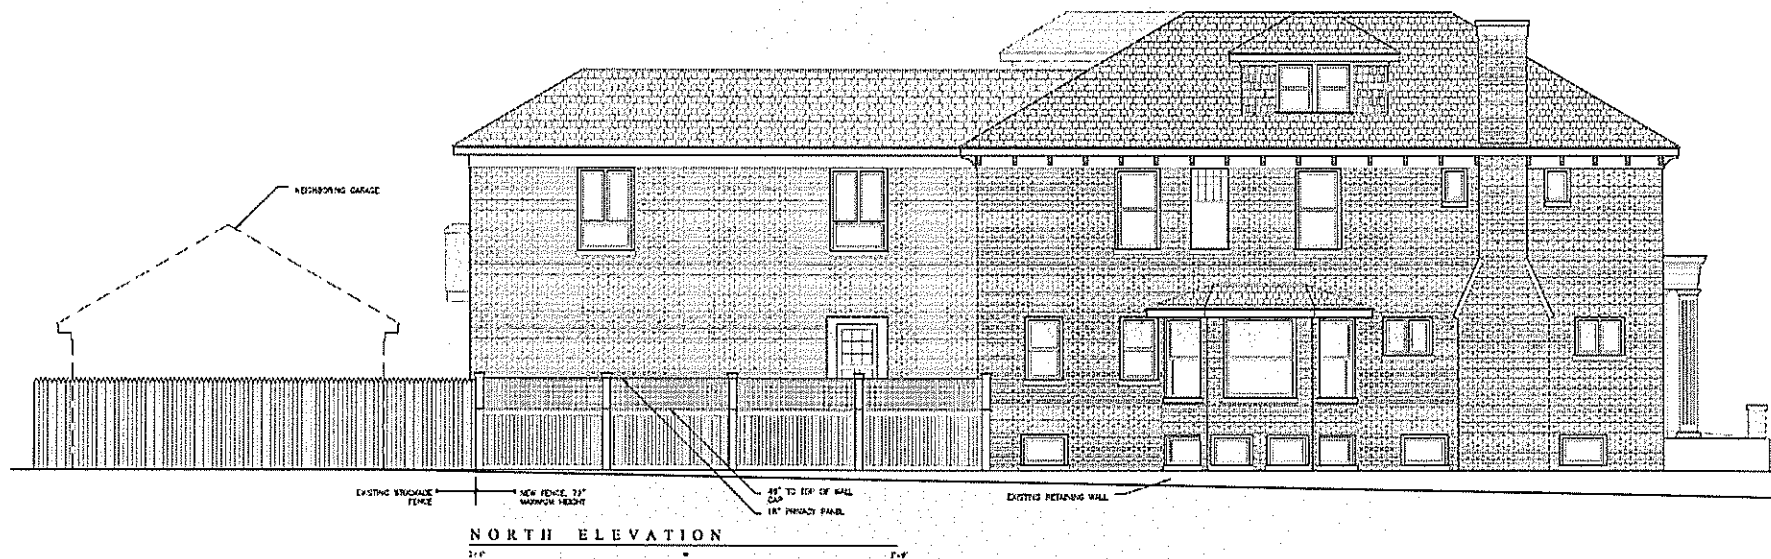 NEIGHBORING GARAGE
EXISTING STOCKADE
FENCE
NEW FENCE, 72"
MAXIMUM HEIGHT
TO TOP OF WALL
CAP
18" PRIVACY PANEL
EXISTING RETAINING WALL
NORTH ELEVATION